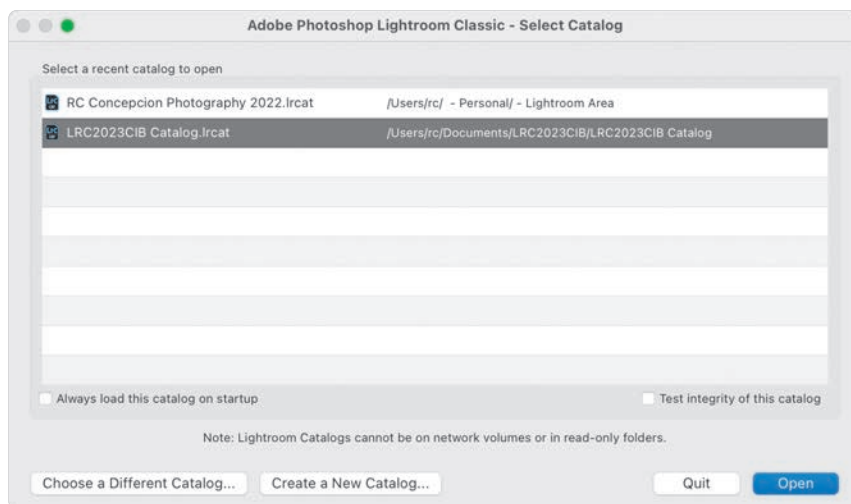 Adobe Photoshop Lightroom Classic - Select Catalog
Select a recent catalog to open
RC Concepcion Photography 2022.lrcat /Users/rc/ - Personal/ - Lightroom Area
LRC2023CIB Catalog.lrcat /Users/rc/Documents/LRC2023CIB/LRC2023CIB Catalog
Always load this catalog on startup Test integrity of this catalog
Note: Lightroom Catalogs cannot be on network volumes or in read-only folders.
Choose a Different Catalog... Create a New Catalog... Quit Open